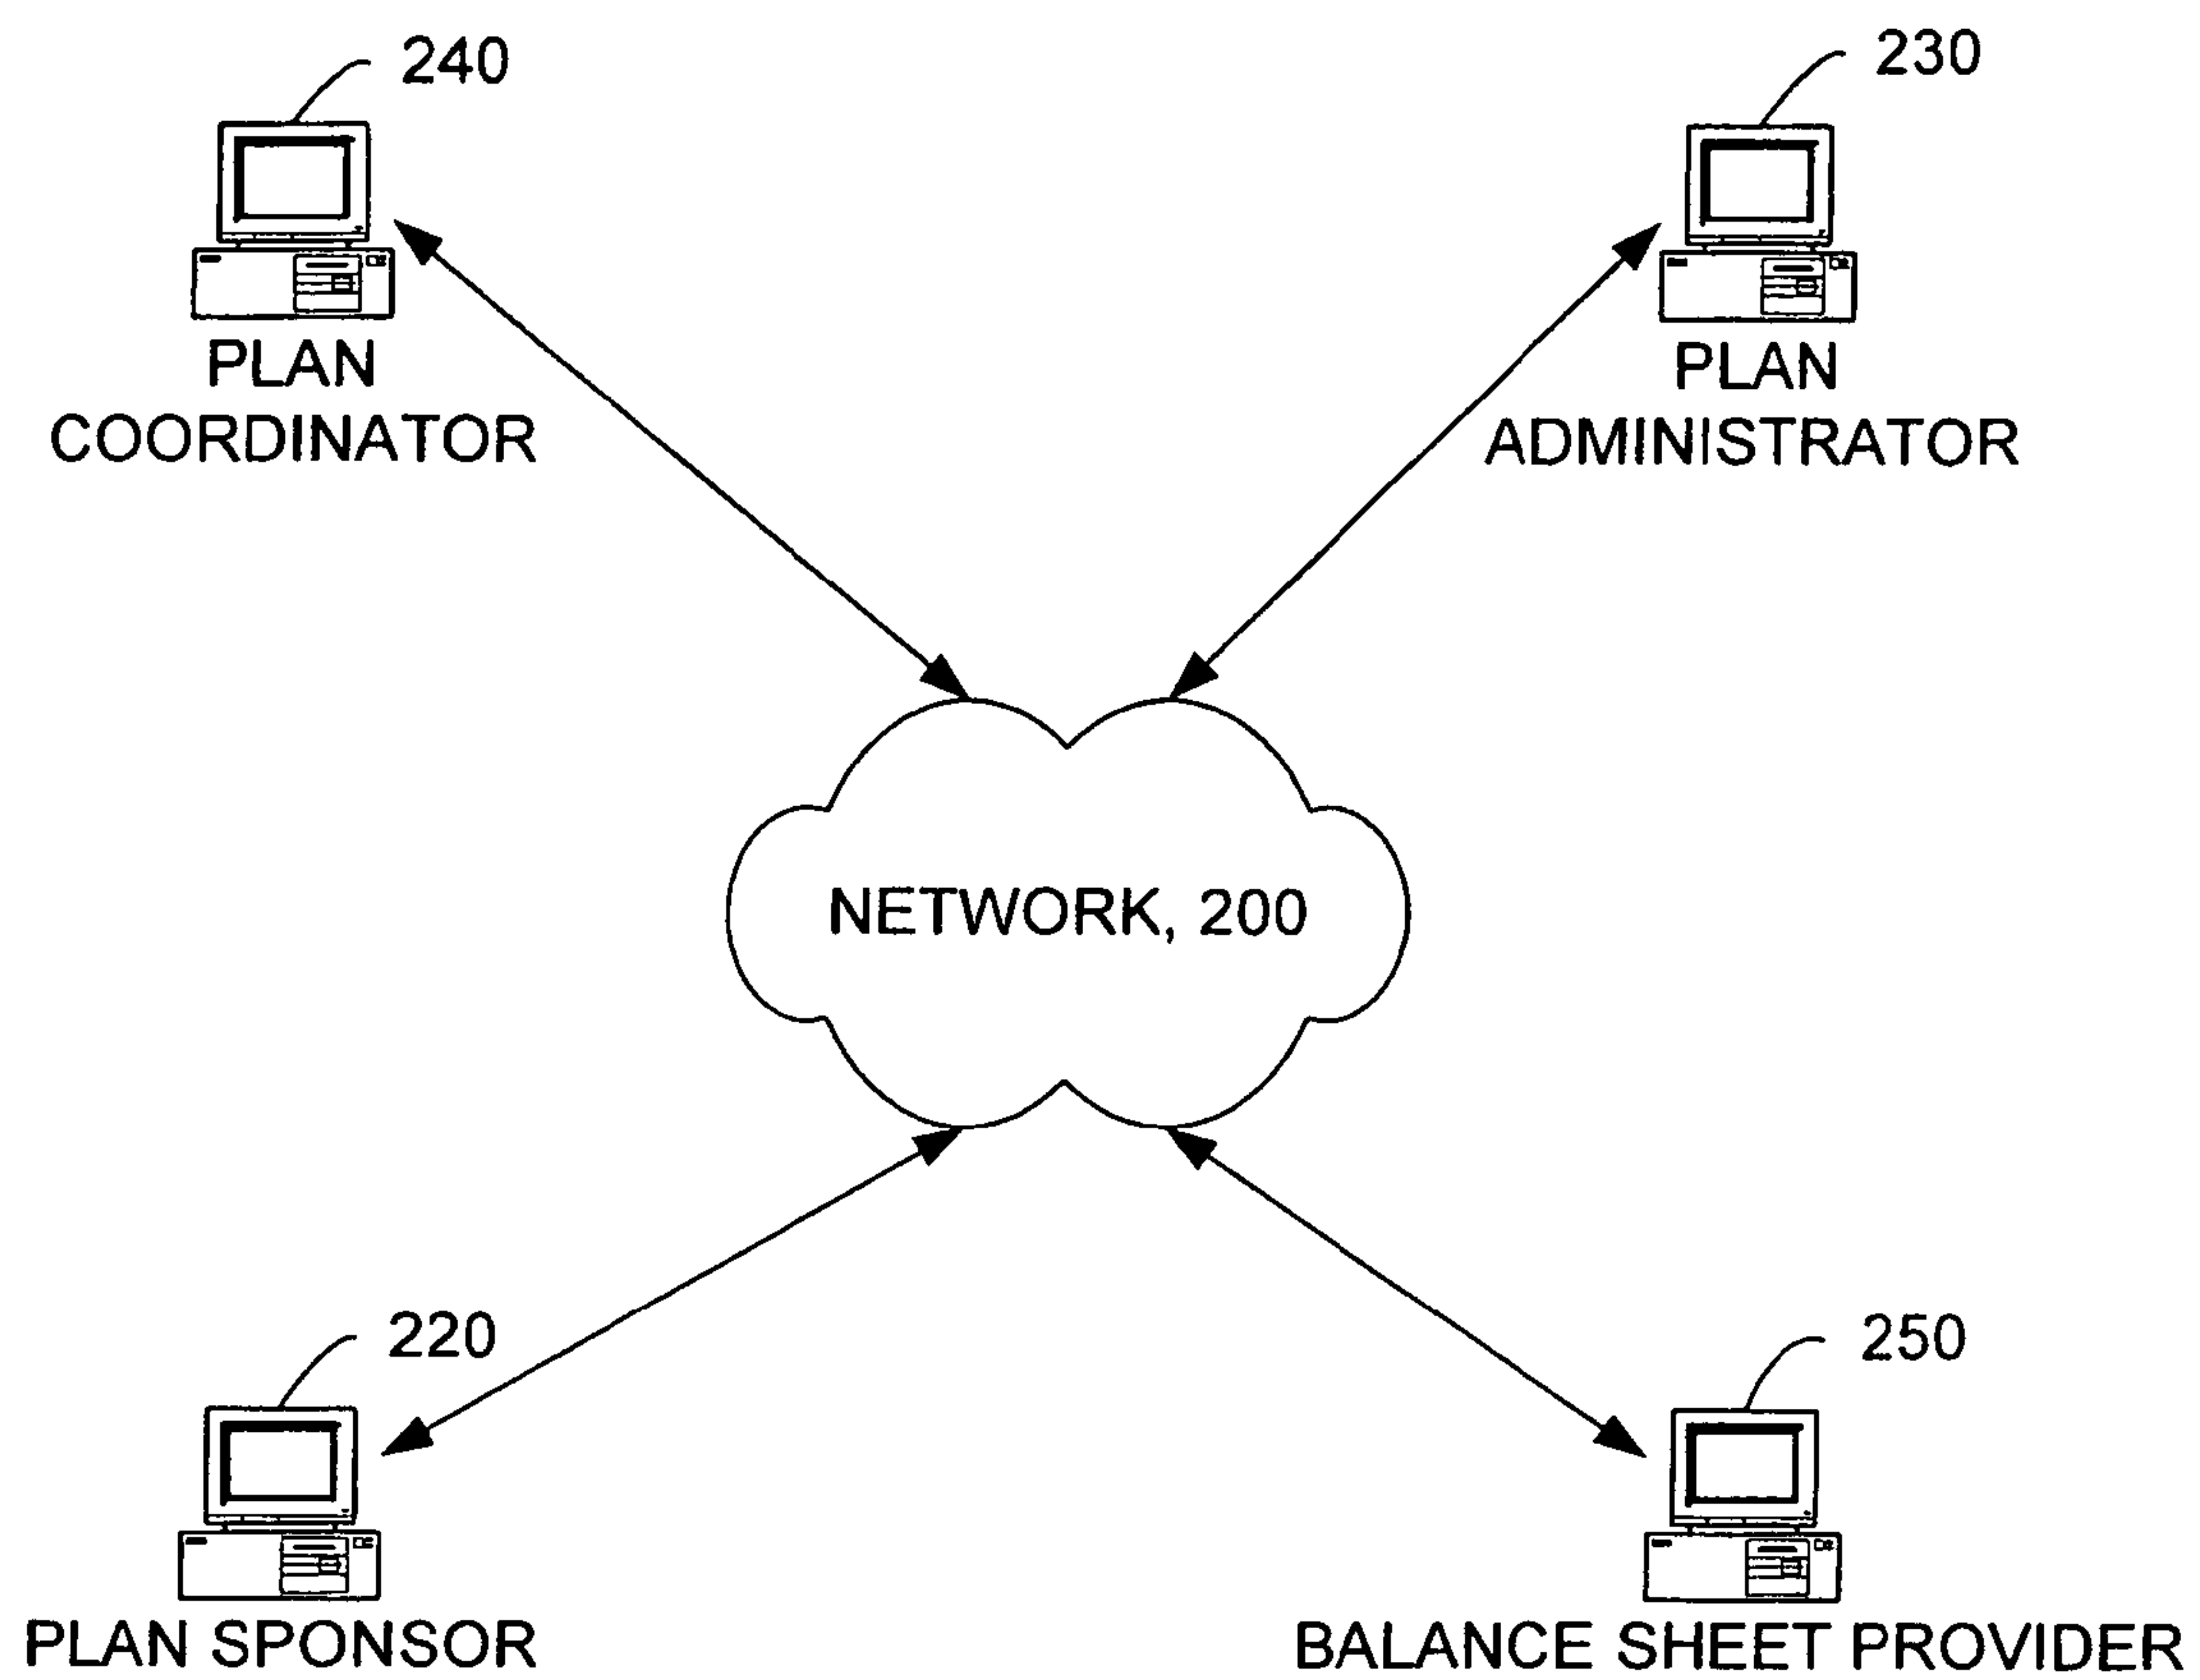 240
230
PLAN
COORDINATOR
PLAN
ADMINISTRATOR
NETWORK, 200
220
250
PLAN SPONSOR
BALANCE SHEET PROVIDER